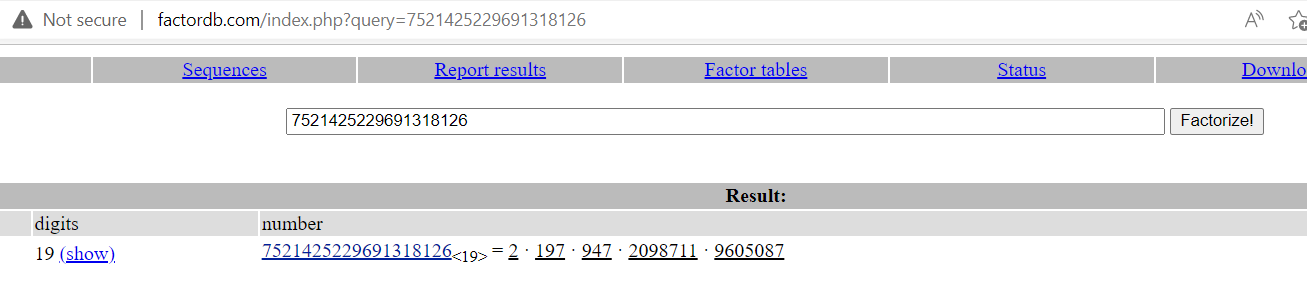 Not secure | factordb.com/index.php?query=7521425229691318126
Sequences Report results Factor tables Status Downlo
7521425229691318126 Factorize!
Result:
digits number
19 (show) 7521425229691318126<19> = 2 · 197 · 947 · 2098711 · 9605087